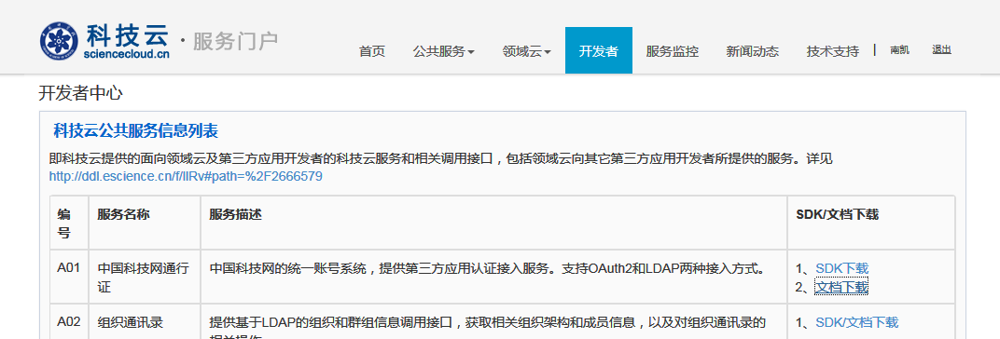 科技云
sciencecloud.cn
· 服务门户
首页 公共服务 领域云 开发者 服务监控 新闻动态 技术支持 | 南凯 退出
开发者中心
科技云公共服务信息列表
即科技云提供的面向领域云及第三方应用开发者的科技云服务和相关调用接口，包括领域云向其它第三方应用开发者所提供的服务。详见
http://ddl.escience.cn/f/IIRv#path=%2F2666579
编号 服务名称 服务描述 SDK/文档下载
A01 中国科技网通行证 中国科技网的统一账号系统，提供第三方应用认证接入服务。支持OAuth2和LDAP两种接入方式。 1、SDK下载
2、文档下载
A02 组织通讯录 提供基于LDAP的组织和群组信息调用接口，获取相关组织架构和成员信息，以及对组织通讯录的 1、SDK/文档下载